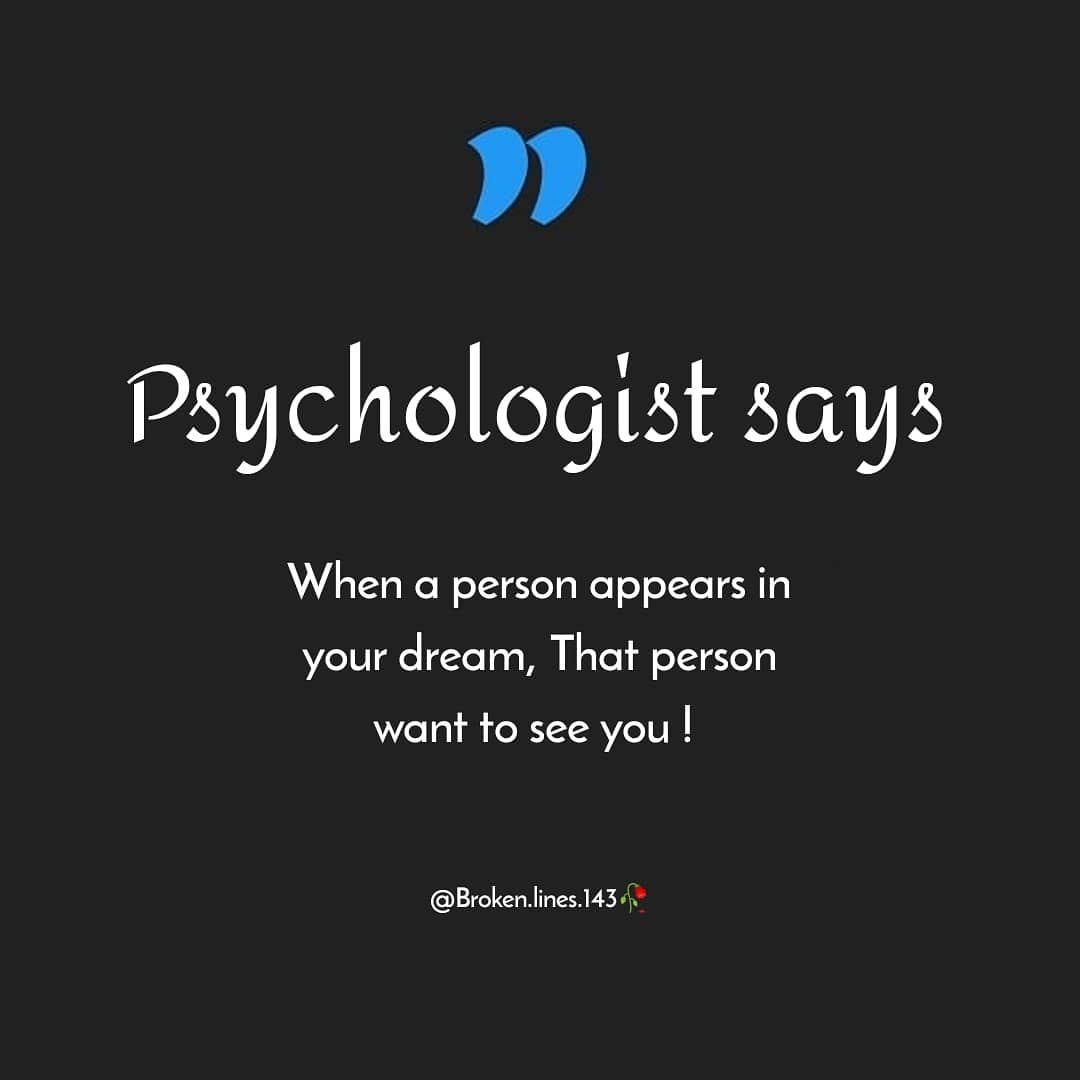 ”
Psychologist says
When a person appears in
your dream, That person
want to see you !
@Broken.lines.143🥀